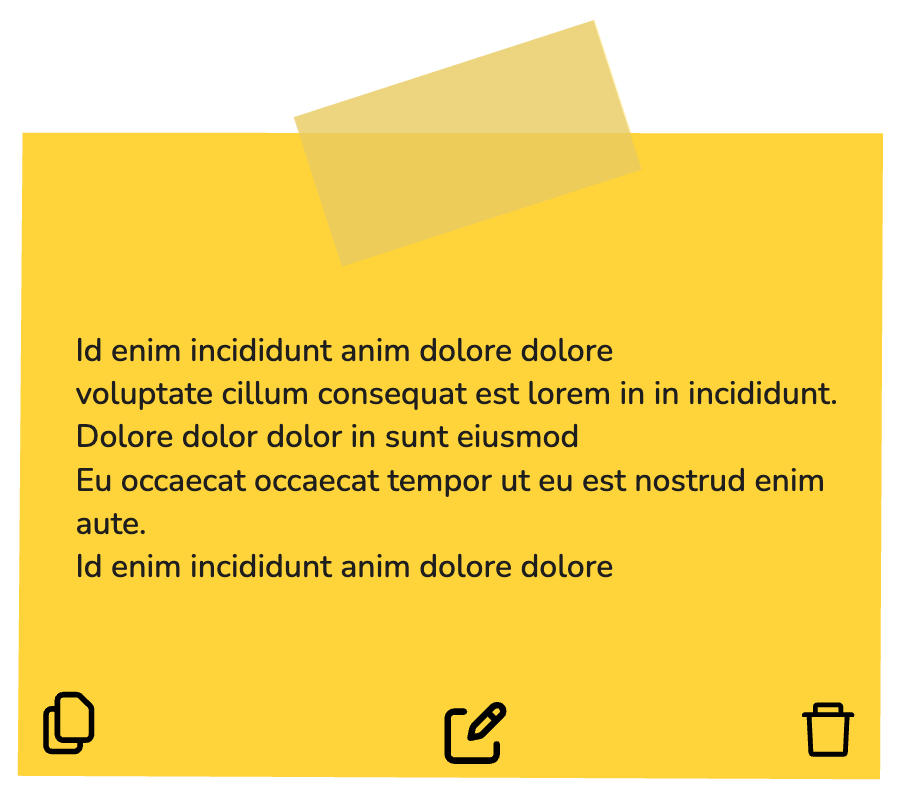 Id enim incididunt anim dolore dolore
voluptate cillum consequat est lorem in in incididunt.
Dolore dolor dolor in sunt eiusmod
Eu occaecat occaecat tempor ut eu est nostrud enim
aute.
Id enim incididunt anim dolore dolore